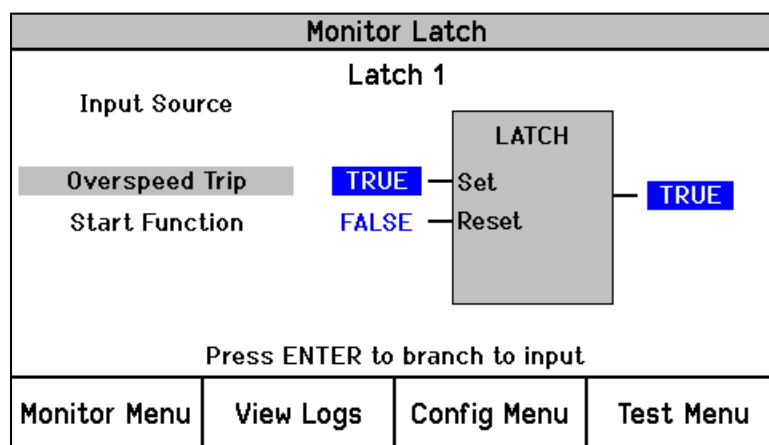 Monitor Latch
Latch 1
Input Source
LATCH
Overspeed Trip TRUE Set TRUE
Start Function FALSE Reset
Press ENTER to branch to input
Monitor Menu View Logs Config Menu Test Menu